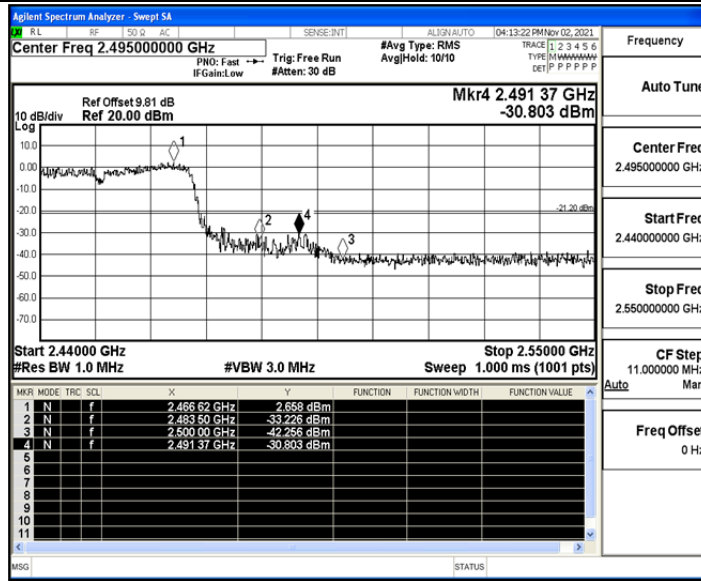 Agilent Spectrum Analyzer - Swept SA
RL RF 50 Ω AC SENSE:INT ALIGN AUTO 04:13:22 PM Nov 02, 2021
Center Freq 2.495000000 GHz
PNO: Fast Trig: Free Run #Avg Type: RMS TRACE 1 2 3 4 5 6
IFGain:Low #Atten: 30 dB Avg|Hold: 10/10 TYPE M WWWWW
DET P P P P P P
Frequency
Auto Tune
Ref Offset 9.81 dB Mkr4 2.491 37 GHz
10 dB/div Ref 20.00 dBm -30.803 dBm
Log
10.0
0.00
-10.0
-20.0
-30.0
-40.0
-50.0
-60.0
-70.0
1
2
4
3
-21.20 dBm
Start 2.44000 GHz Stop 2.55000 GHz
#Res BW 1.0 MHz #VBW 3.0 MHz Sweep 1.000 ms (1001 pts)
Center Freq
2.495000000 GHz
Start Freq
2.440000000 GHz
Stop Freq
2.550000000 GHz
CF Step
11.000000 MHz
Auto Man
Freq Offset
0 Hz
MKR MODE TRC SCL X Y FUNCTION FUNCTION WIDTH FUNCTION VALUE
1 N f 2.466 62 GHz 2.658 dBm
2 N f 2.483 50 GHz -33.226 dBm
3 N f 2.500 00 GHz -42.256 dBm
4 N f 2.491 37 GHz -30.803 dBm
5
6
7
8
9
10
11
MSG STATUS